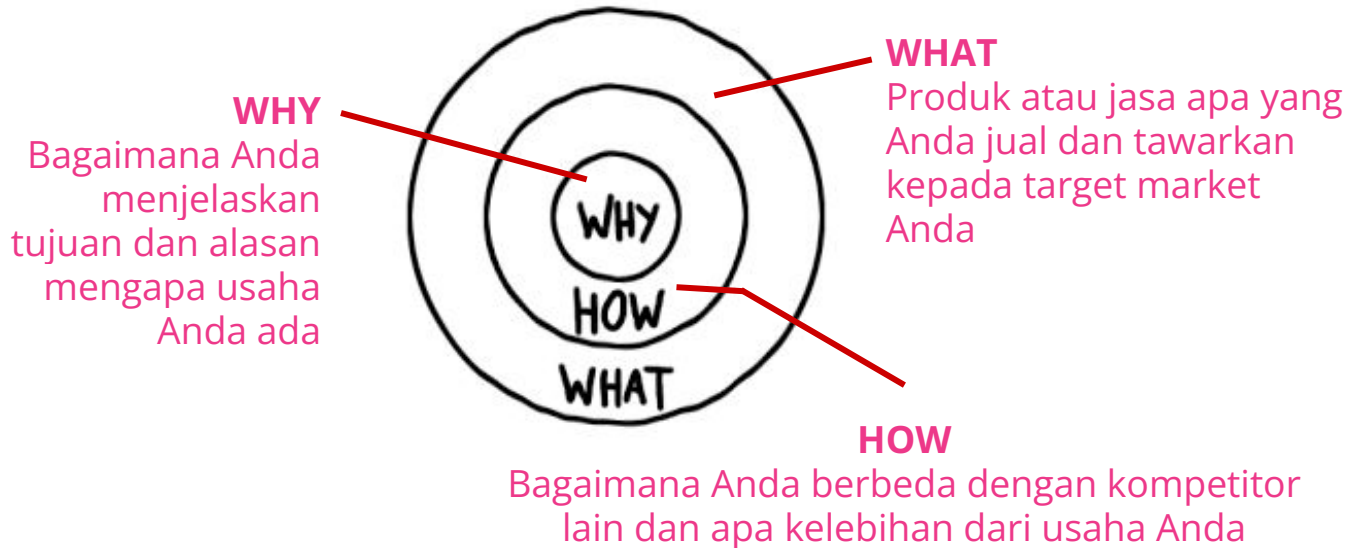 WHY
Bagaimana Anda
menjelaskan
tujuan dan alasan
mengapa usaha
Anda ada
WHY
HOW
WHAT
WHAT
Produk atau jasa apa yang
Anda jual dan tawarkan
kepada target market
Anda
HOW
Bagaimana Anda berbeda dengan kompetitor
lain dan apa kelebihan dari usaha Anda